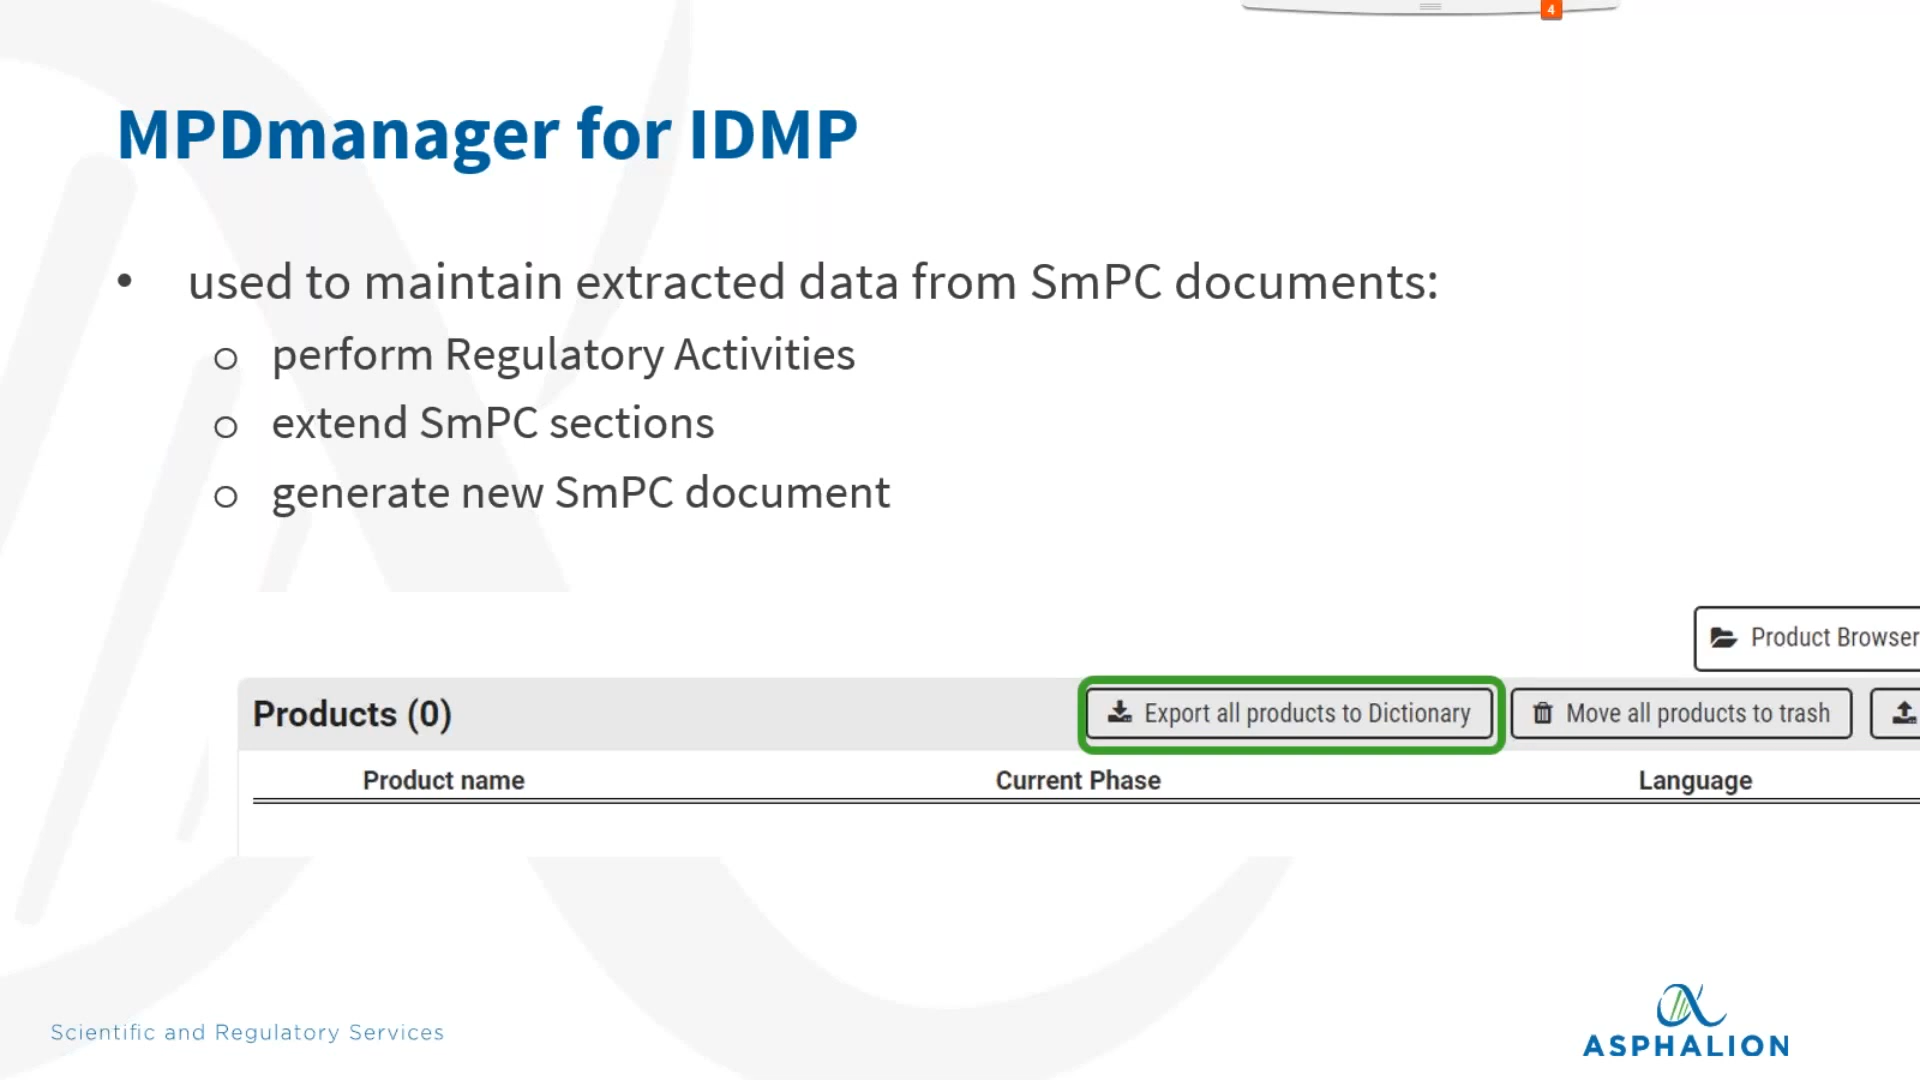 4
MPDmanager for IDMP
• used to maintain extracted data from SmPC documents:
o perform Regulatory Activities
o extend SmPC sections
o generate new SmPC document
Product Browser
Products (0)
Export all products to Dictionary
Move all products to trash
Product name
Current Phase
Language
Scientific and Regulatory Services
ASPHALION